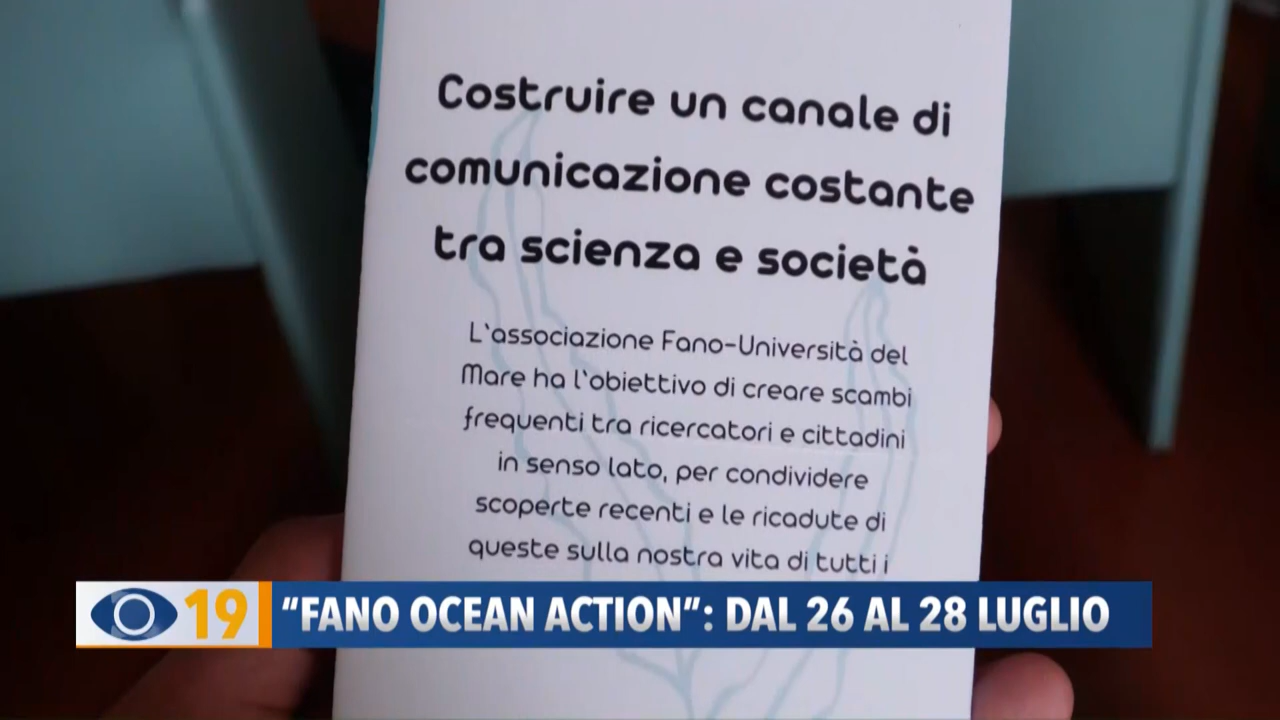 Costruire un canale di
comunicazione costante
tra scienza e società
L'associazione Fano-Università del
Mare ha l'obiettivo di creare scambi
frequenti tra ricercatori e cittadini
in senso lato, per condividere
scoperte recenti e le ricadute di
queste sulla nostra vita di tutti i
19 "FANO OCEAN ACTION": DAL 26 AL 28 LUGLIO